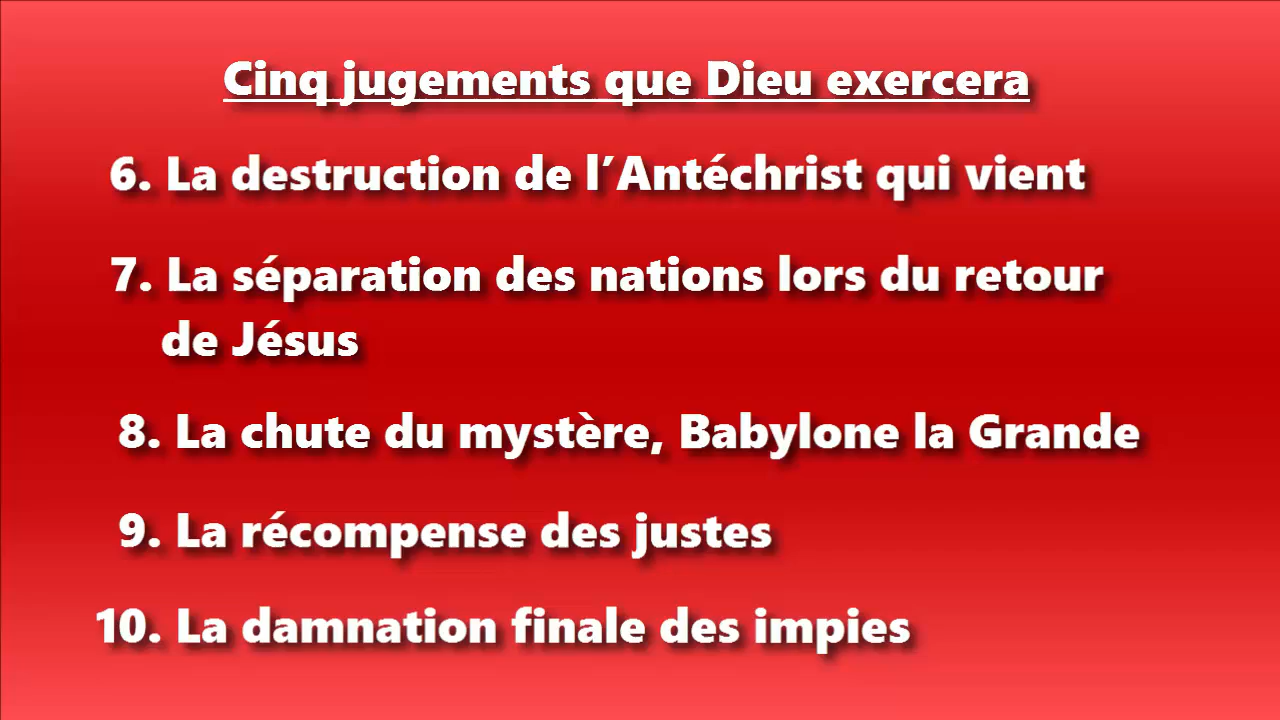 Cinq jugements que Dieu exercera
6. La destruction de l’Antéchrist qui vient
7. La séparation des nations lors du retour
de Jésus
8. La chute du mystère, Babylone la Grande
9. La récompense des justes
10. La damnation finale des impies